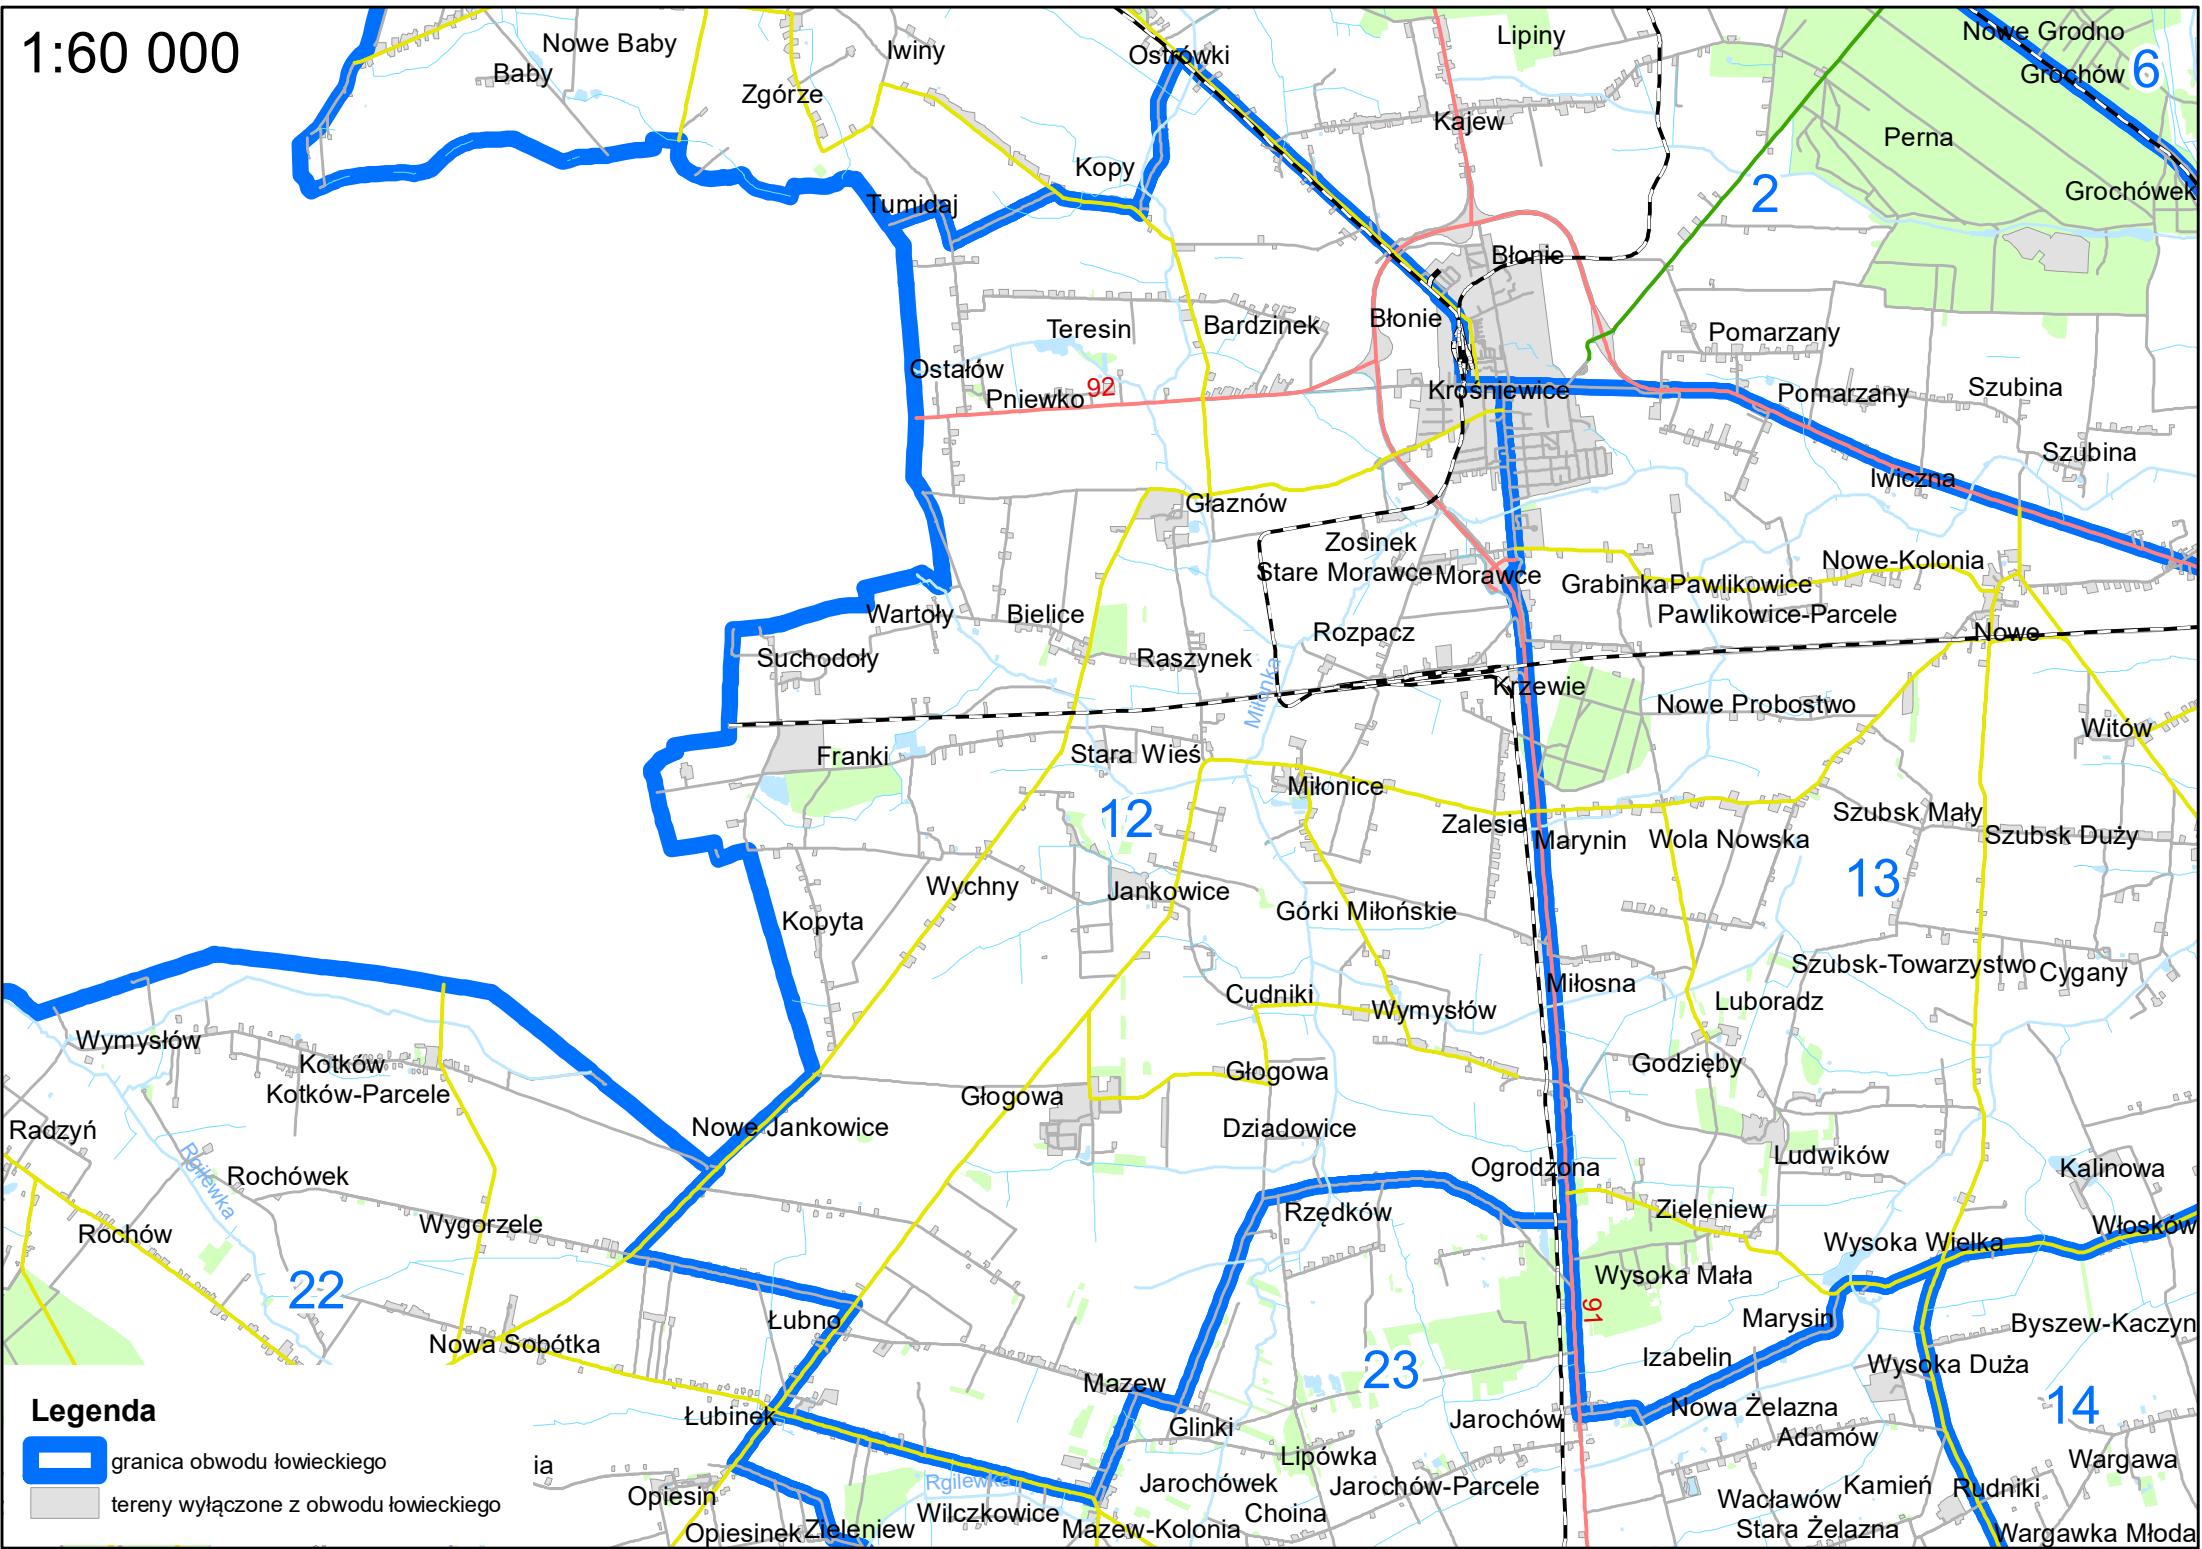 1:60 000
Nowe Baby
Baby
Zgórze
Iwiny
Ostrówki
Lipiny
Nowe Grodno
Grochów
6
Kajew
Perna
Kopy
2
Grochówek
Tumidaj
Błonie
Błonie
Teresin
Bardzinek
Pomarzany
Ostałów
Pniewko
92
Krośniewice
Pomarzany
Szubina
Szubina
Iwiczna
Głaznów
Zosinek
Stare Morawce
Morawce
Grabinka
Pawlikowice
Nowe-Kolonia
Pawlikowice-Parcele
Wartoły
Bielice
Rozpacz
Nowe
Suchodoły
Raszynek
Miłonka
Krzewie
Nowe Probostwo
Witów
Franki
Stara Wieś
Miłonice
12
Zalesie
Marynin
Wola Nowska
Szubsk Mały
Szubsk Duży
13
Wychny
Jankowice
Kopyta
Górki Miłońskie
Szubsk-Towarzystwo
Cygany
Miłosna
Cudniki
Wymysłów
Luboradz
Wymysłów
Kotków
Kotków-Parcele
Głogowa
Głogowa
Godzięby
Radzyń
Nowe Jankowice
Dziadowice
Rgilewka
Rochówek
Ogrodzona
Ludwików
Kalinowa
Rochów
Wygorzele
Rzędków
Zieleniew
Włosków
Wysoka Wielka
22
Wysoka Mała
91
Łubno
Marysin
Byszew-Kaczyn
Nowa Sobótka
Izabelin
Wysoka Duża
Mazew
23
14
Legenda
Łubinek
Glinki
Jarochów
Nowa Żelazna
Adamów
granica obwodu łowieckiego
ia
Lipówka
Wargawa
tereny wyłączone z obwodu łowieckiego
Opiesin
Rgilewka
Jarochówek
Jarochów-Parcele
Kamień
Rudniki
Wilczkowice
Choina
Wacławów
Opiesinek
Zieleniew
Mazew-Kolonia
Stara Żelazna
Wargawka Młoda